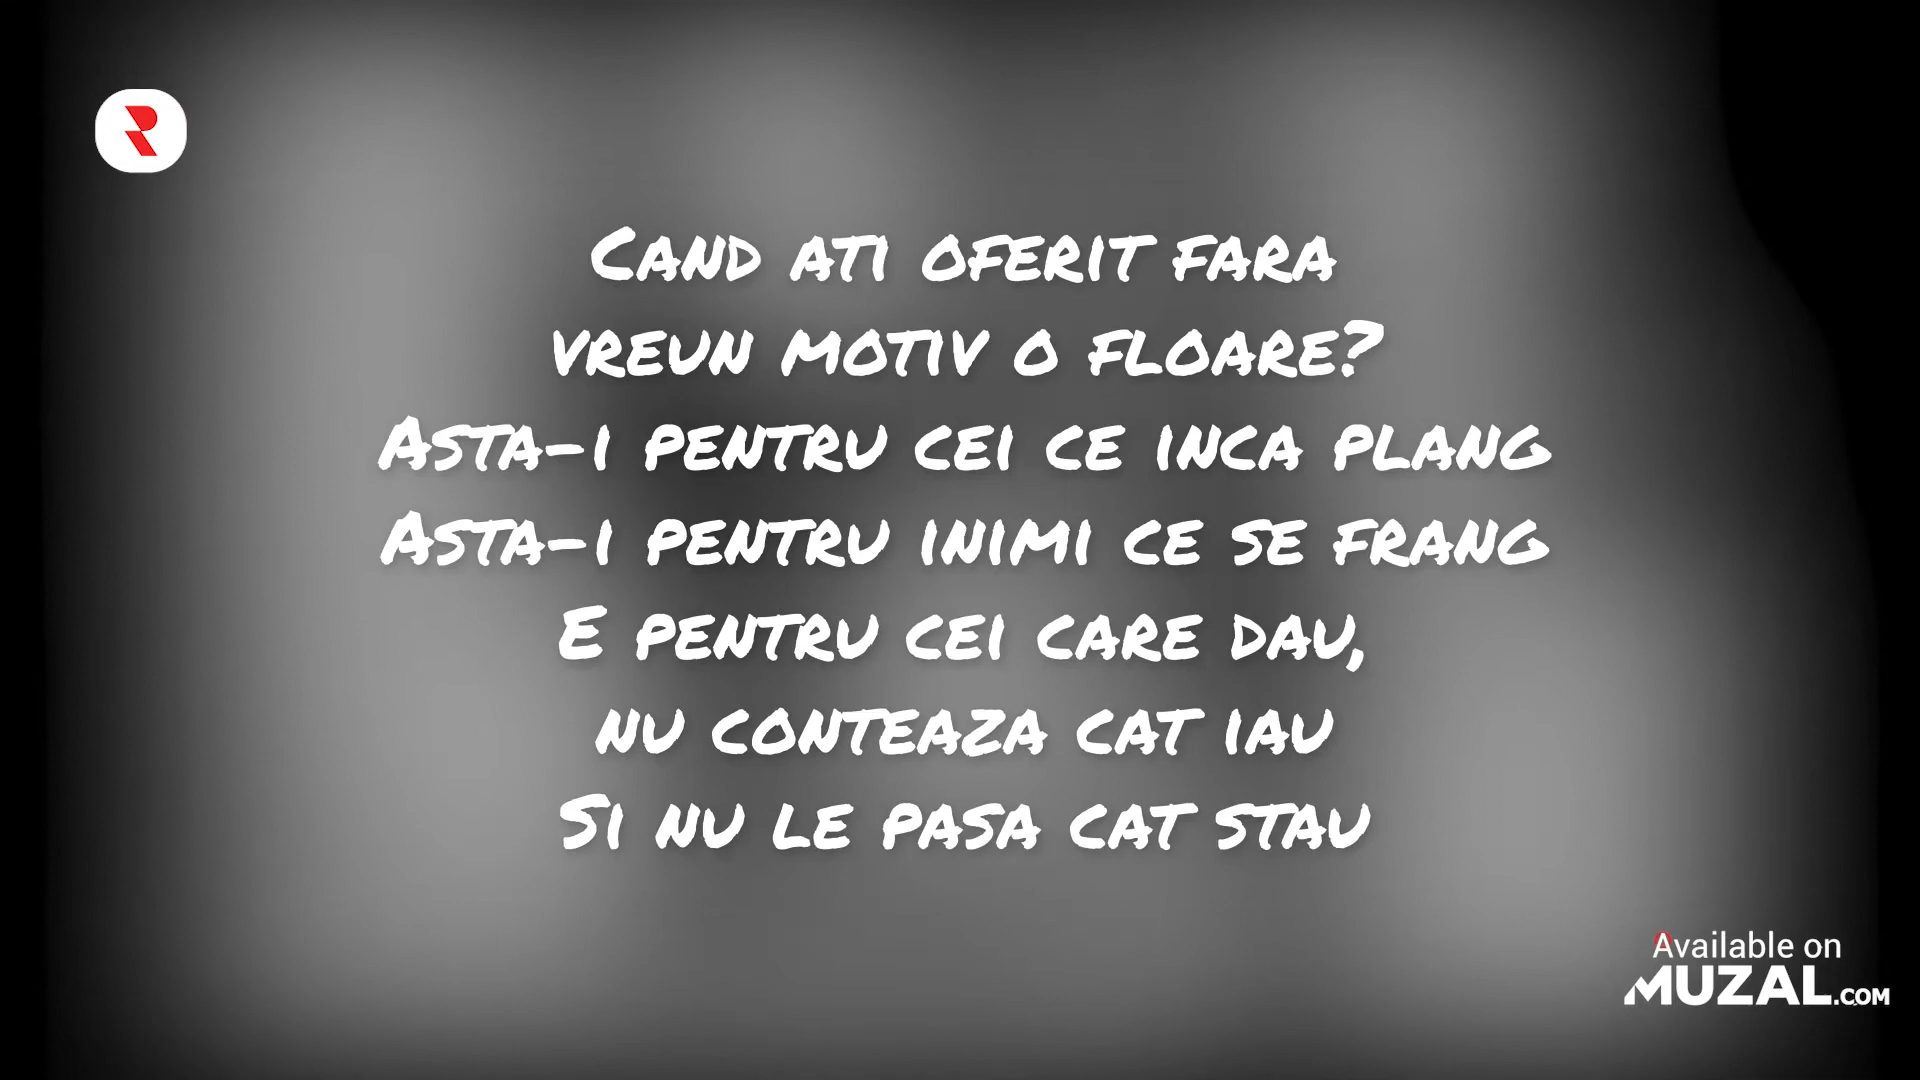 Cand ati oferit fara
vreun motiv o floare?
Asta-i pentru cei ce inca plang
Asta-i pentru inimi ce se frang
E pentru cei care dau,
nu conteaza cat iau
Si nu le pasa cat stau
R
Available on
MUZAL.COM